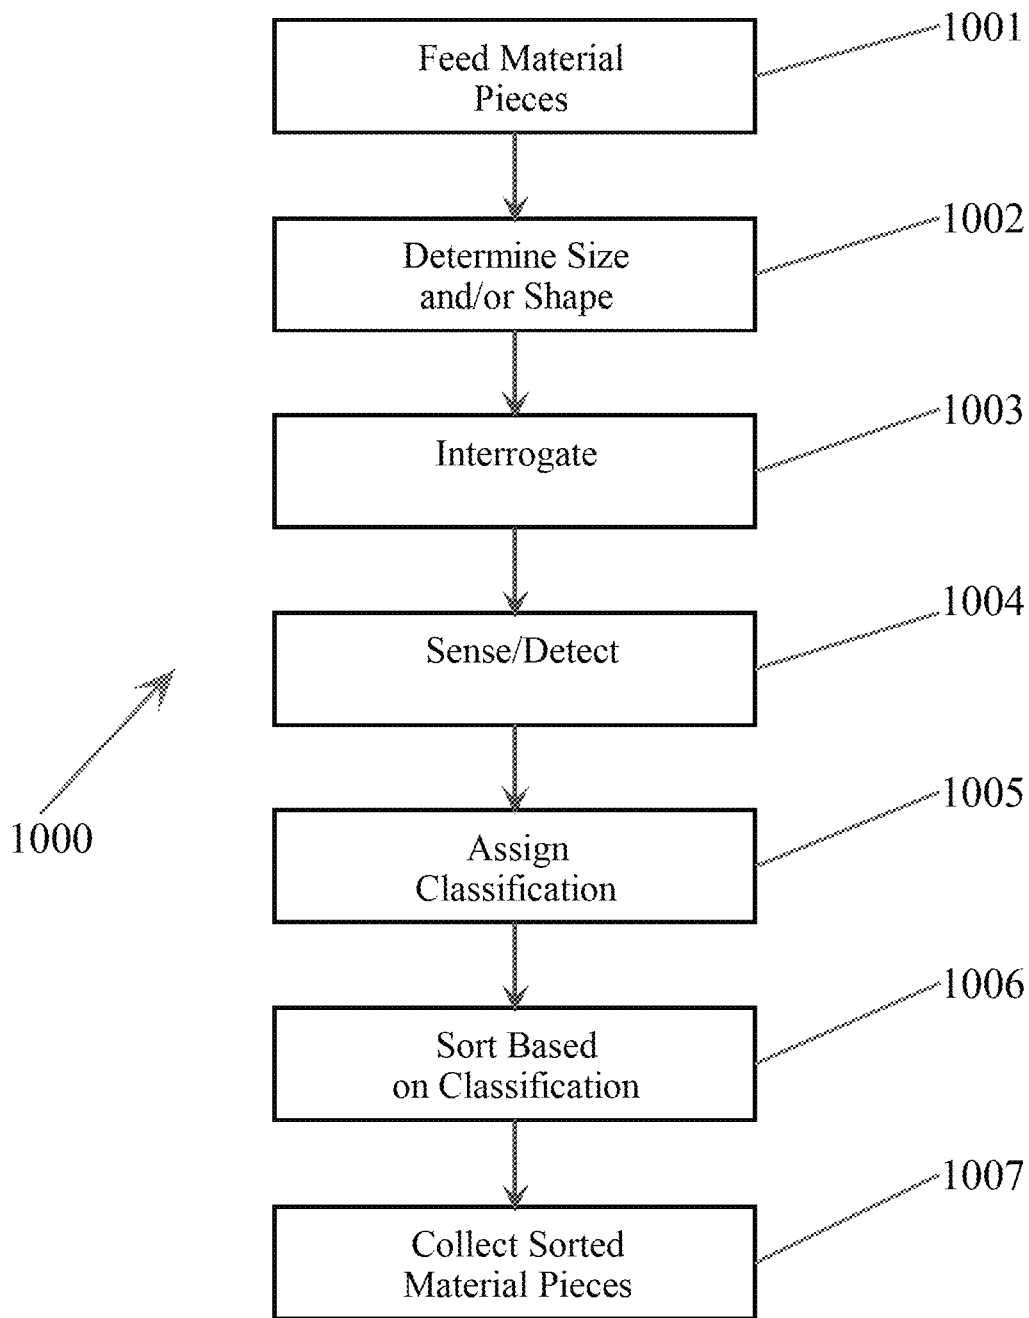 1001
Feed Material
Pieces
1002
Determine Size
and/or Shape
1003
Interrogate
1004
Sense/Detect
1000
1005
Assign
Classification
1006
Sort Based
on Classification
1007
Collect Sorted
Material Pieces